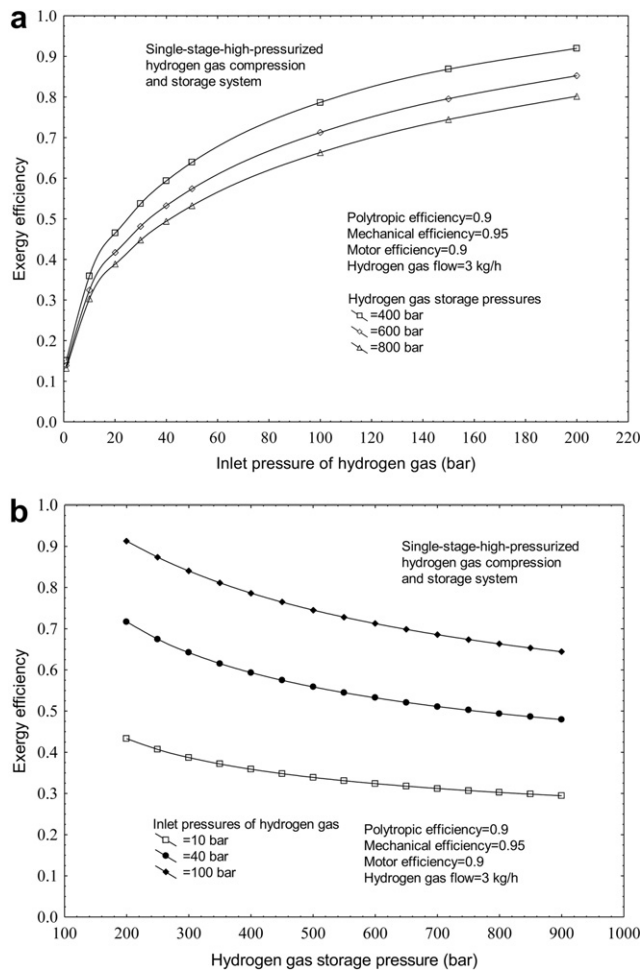 a
1.0
0.9
0.8
0.7
0.6
0.5
0.4
0.3
0.2
0.1
0.0
Exergy efficiency
Single-stage-high-pressurized
hydrogen gas compression
and storage system
Polytropic efficiency=0.9
Mechanical efficiency=0.95
Motor efficiency=0.9
Hydrogen gas flow=3 kg/h
Hydrogen gas storage pressures
=400 bar
=600 bar
=800 bar
0 20 40 60 80 100 120 140 160 180 200 220
Inlet pressure of hydrogen gas (bar)
b
1.0
0.9
0.8
0.7
0.6
0.5
0.4
0.3
0.2
0.1
0.0
Exergy efficiency
Single-stage-high-pressurized
hydrogen gas compression
and storage system
Inlet pressures of hydrogen gas
=10 bar
=40 bar
=100 bar
Polytropic efficiency=0.9
Mechanical efficiency=0.95
Motor efficiency=0.9
Hydrogen gas flow=3 kg/h
100 200 300 400 500 600 700 800 900 1000
Hydrogen gas storage pressure (bar)